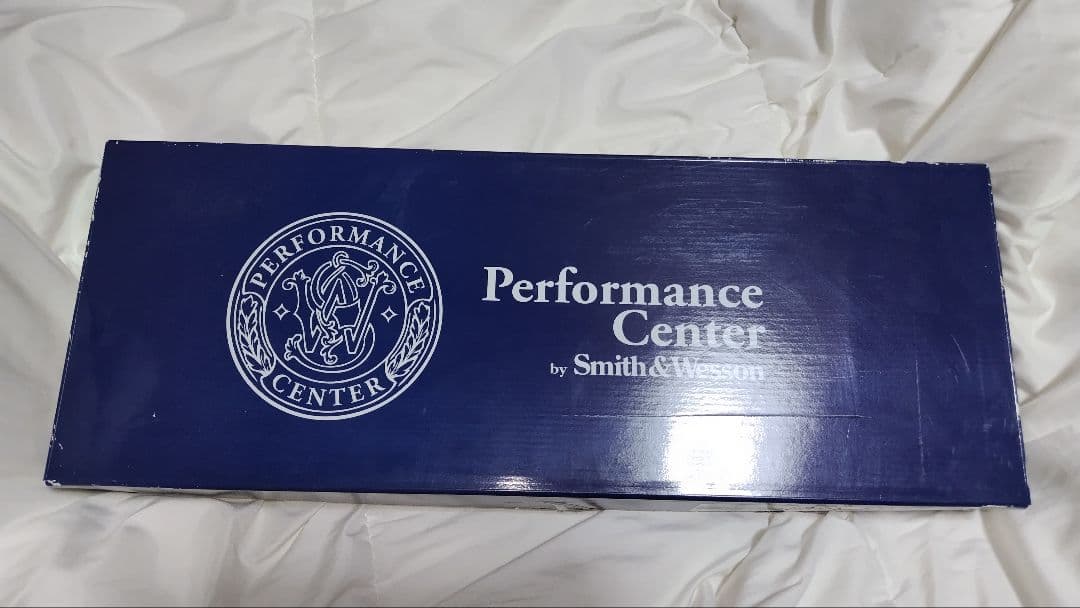 PERFORMANCE
CENTER
Performance
Center
by Smith&Wesson